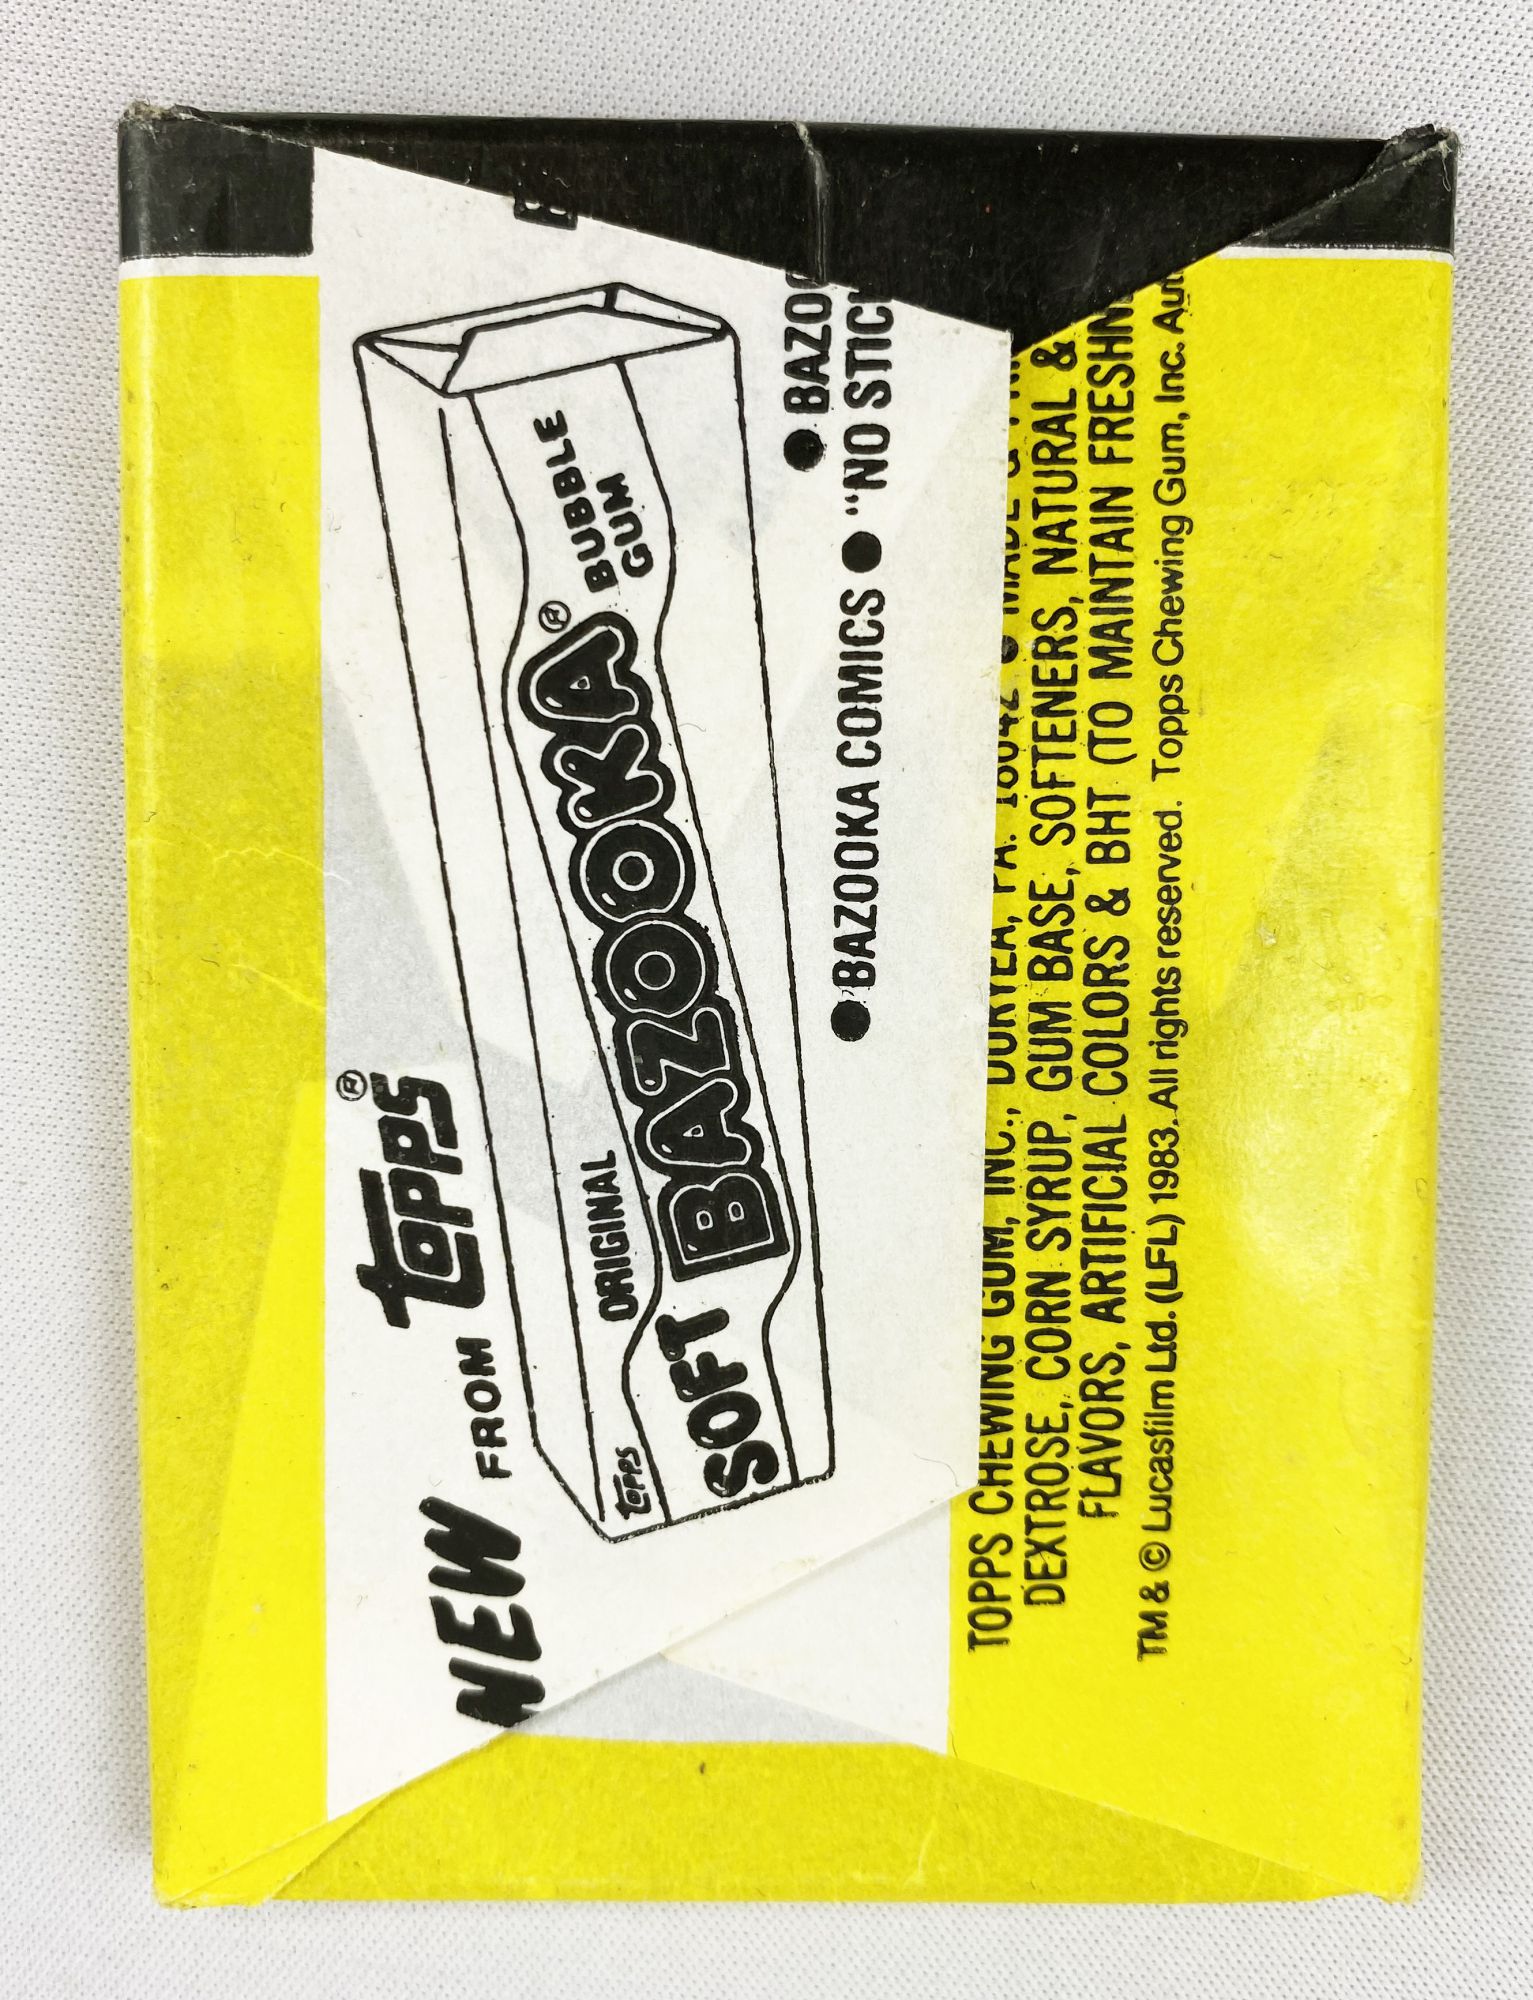 NEW FROM TOPPS®
TOPPS
ORIGINAL
SOFT BAZOOKA® BUBBLE
GUM
●
● BAZOOKA COMICS ● "NO
TOPPS CHEWING GUM, INC., DURYEA, PA. 18642
DEXTROSE, CORN SYRUP, GUM BASE, SOFTENERS, NATURAL &
FLAVORS, ARTIFICIAL COLORS & BHT (TO MAINTAIN
TM & © Lucasfilm Ltd. (LFL) 1983. All rights reserved. Topps Chewing Gum, Inc.